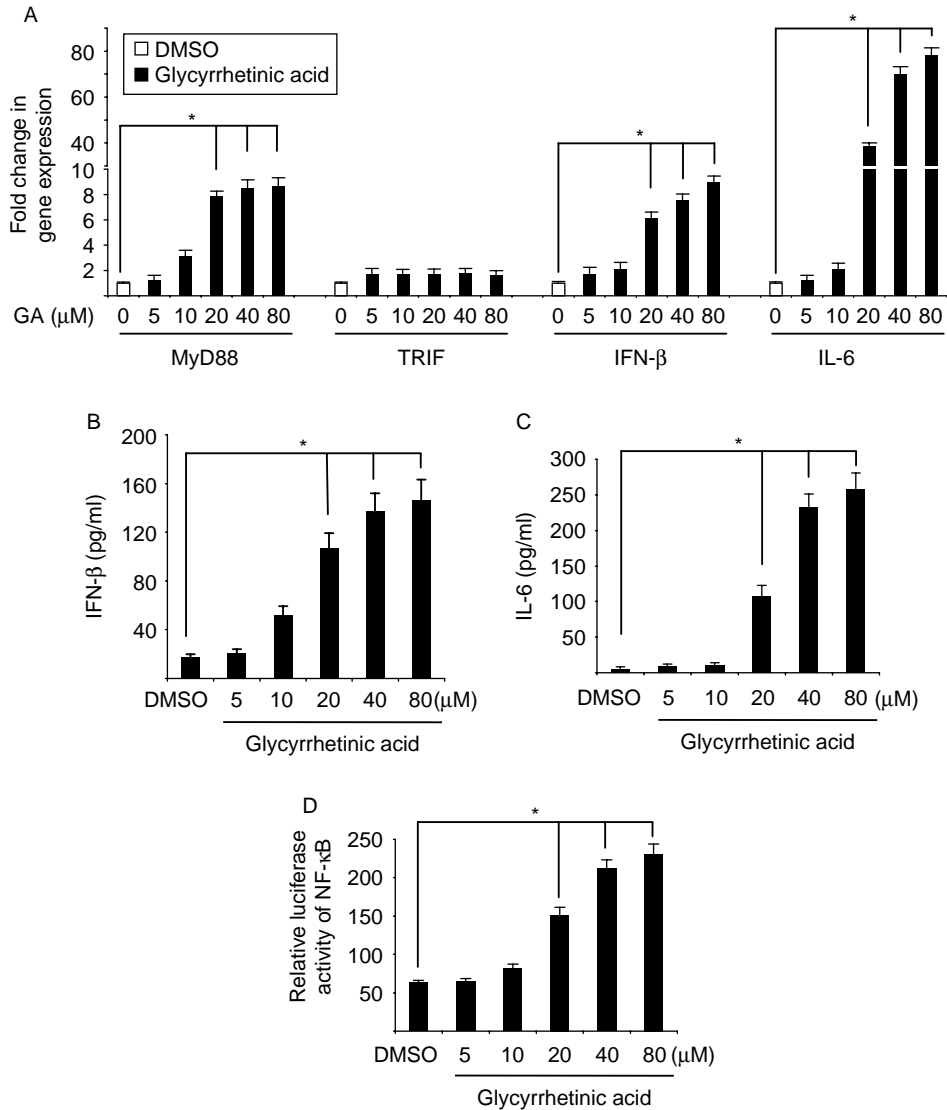 A
DMSO
Glycyrrhetinic acid
Fold change in
gene expression
80
60
40
10
8
6
4
2
*
*
*
GA (μM)
0 5 10 20 40 80
0 5 10 20 40 80
0 5 10 20 40 80
0 5 10 20 40 80
MyD88
TRIF
IFN-β
IL-6
B
IFN-β (pg/ml)
200
160
120
80
40
*
DMSO 5 10 20 40 80 (μM)
Glycyrrhetinic acid
C
IL-6 (pg/ml)
300
250
200
150
100
50
*
DMSO 5 10 20 40 80 (μM)
Glycyrrhetinic acid
D
Relative luciferase
activity of NF-κB
250
200
150
100
50
*
DMSO 5 10 20 40 80 (μM)
Glycyrrhetinic acid